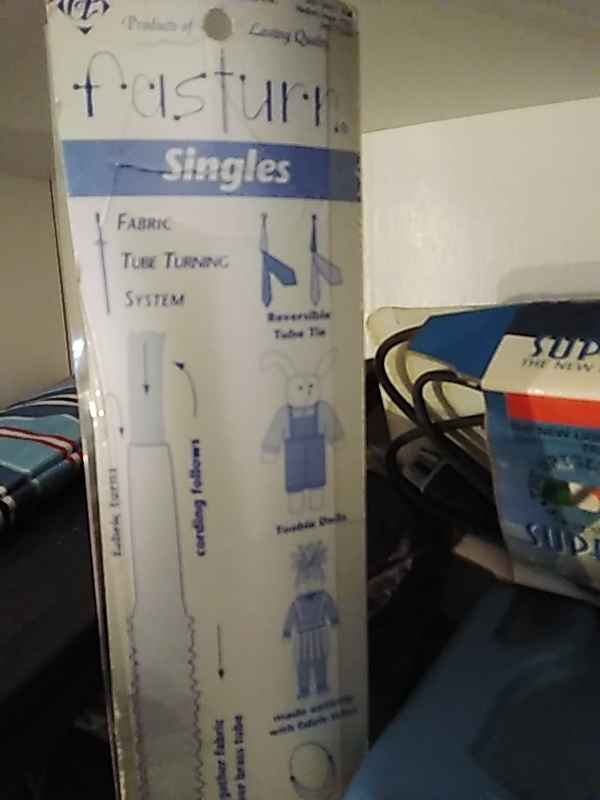 Products of Lasting Quality
fasturn
Singles
FABRIC
TUBE TURNING
SYSTEM
Reversible
Tube Tie
fabric turns
cording follows
Toobie Dolls
made entirely
with fabric tubes
gather fabric
over brass tube
SUP
THE NEW
SUP